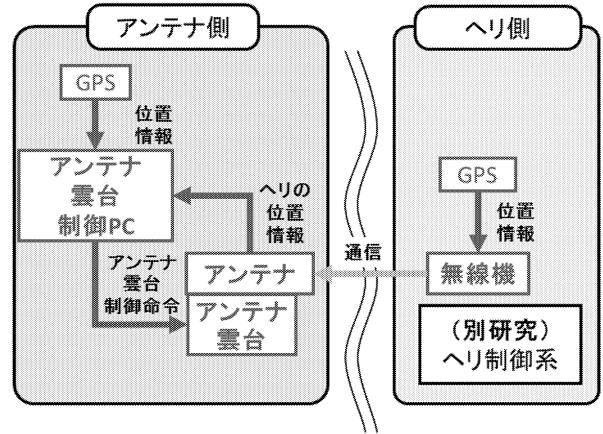 アンテナ側
GPS
位置
情報
アンテナ
雲台
制御PC
ヘリの
位置
情報
アンテナ
雲台
制御命令
アンテナ
アンテナ
雲台
通信
ヘリ側
GPS
位置
情報
無線機
(別研究)
ヘリ制御系